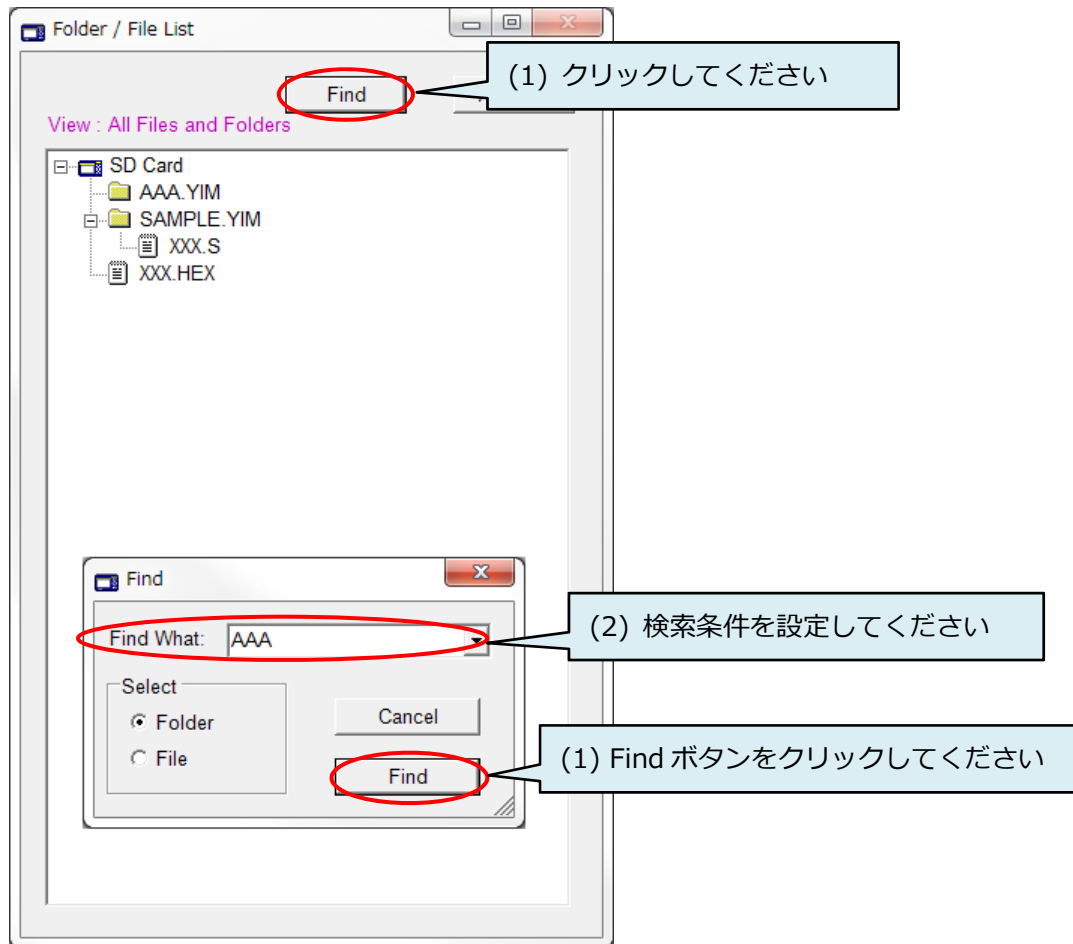 Folder / File List
(1) クリックしてください
Find
View : All Files and Folders
SD Card
AAA.YIM
SAMPLE.YIM
XXX.S
XXX.HEX
Find
Find What: AAA
(2) 検索条件を設定してください
Select
Folder
Cancel
File
(1) Find ボタンをクリックしてください
Find